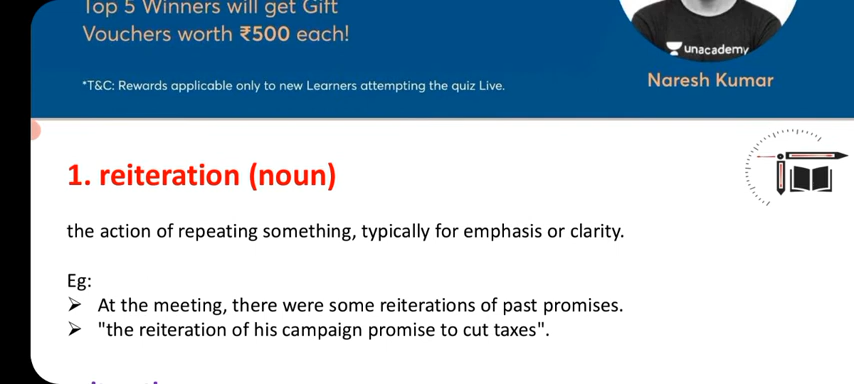 Top 5 Winners will get Gift
Vouchers worth ₹500 each!
unacademy
Naresh Kumar
*T&C: Rewards applicable only to new Learners attempting the quiz Live.
1. reiteration (noun)
the action of repeating something, typically for emphasis or clarity.
Eg:
➢ At the meeting, there were some reiterations of past promises.
➢ "the reiteration of his campaign promise to cut taxes".